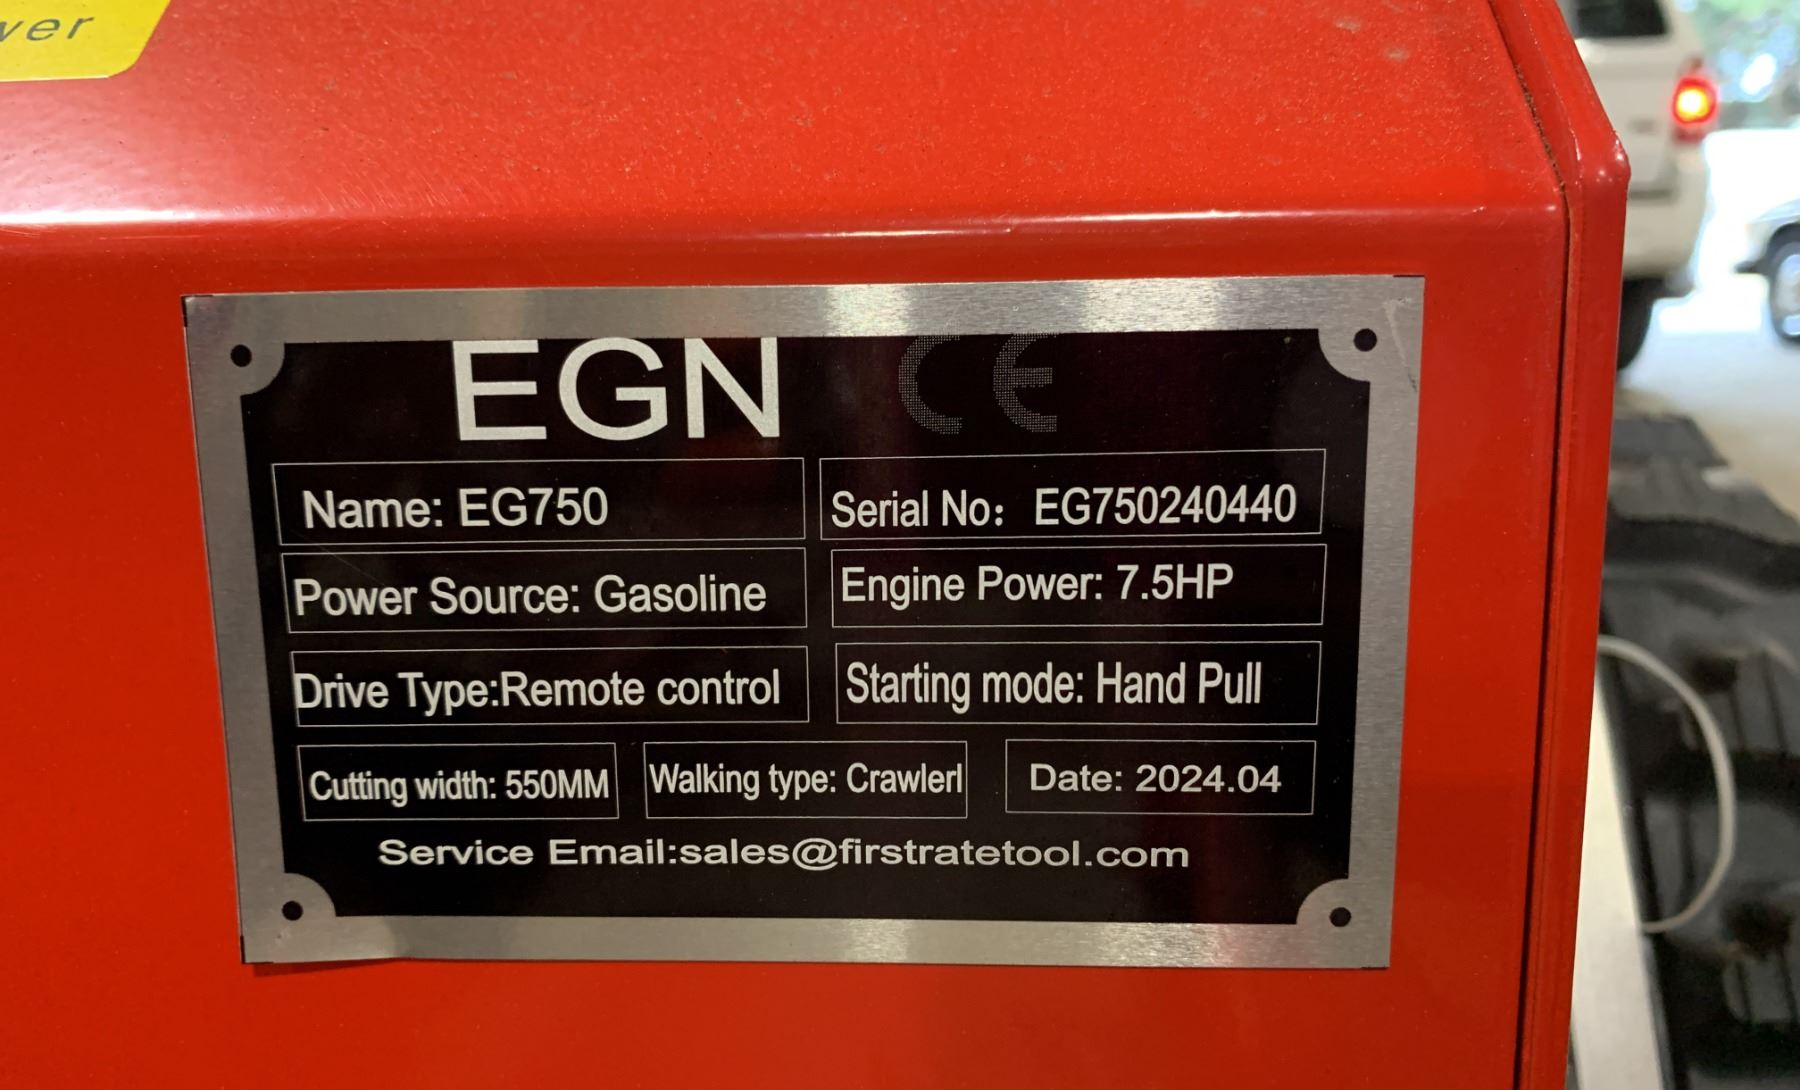 ver
EGN CE
Name: EG750
Serial No: EG750240440
Power Source: Gasoline
Engine Power: 7.5HP
Drive Type:Remote control
Starting mode: Hand Pull
Cutting width: 550MM
Walking type: Crawlerl
Date: 2024.04
Service Email:sales@firstratetool.com